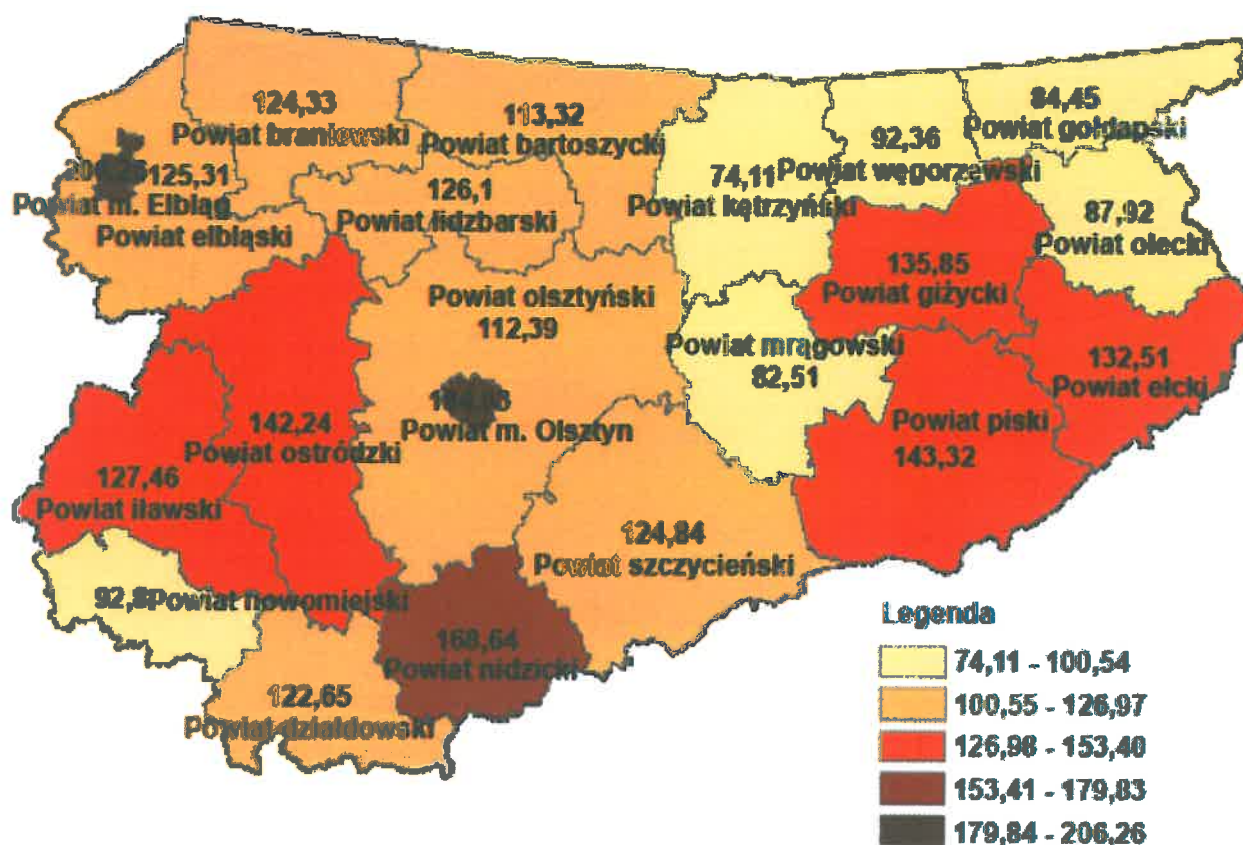 124,33
Powiat braniewski
113,32
Powiat bartoszycki
84,45
Powiat gołdapski
92,36
Powiat węgorzewski
74,11
Powiat kętrzyński
125,31
Powiat m. Elbląg
Powiat elbląski
126,1
Powiat lidzbarski
87,92
Powiat olecki
135,85
Powiat giżycki
Powiat olsztyński
112,39
Powiat mrągowski
82,51
132,51
Powiat ełcki
Powiat m. Olsztyn
142,24
Powiat ostródzki
Powiat piski
143,32
127,46
Powiat iławski
124,84
Powiat szczycieński
Powiat nowomiejski
168,64
Powiat nidzicki
122,65
Powiat działdowski
Legenda
74,11 - 100,54
100,55 - 126,97
126,98 - 153,40
153,41 - 179,83
179,84 - 206,26